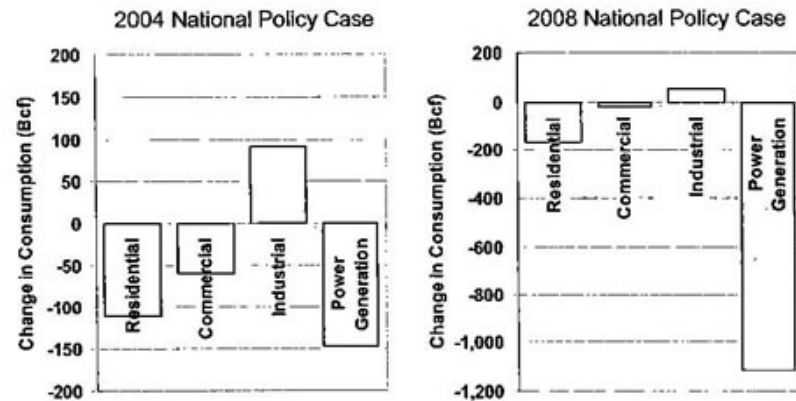 2004 National Policy Case
Change in Consumption (Bcf)
200
150
100
50
0
-50
-100
-150
-200
Residential
Commercial
Industrial
Power
Generation
2008 National Policy Case
Change in Consumption (Bcf)
200
0
-200
-400
-600
-800
-1,000
-1,200
Residential
Commercial
Industrial
Power
Generation